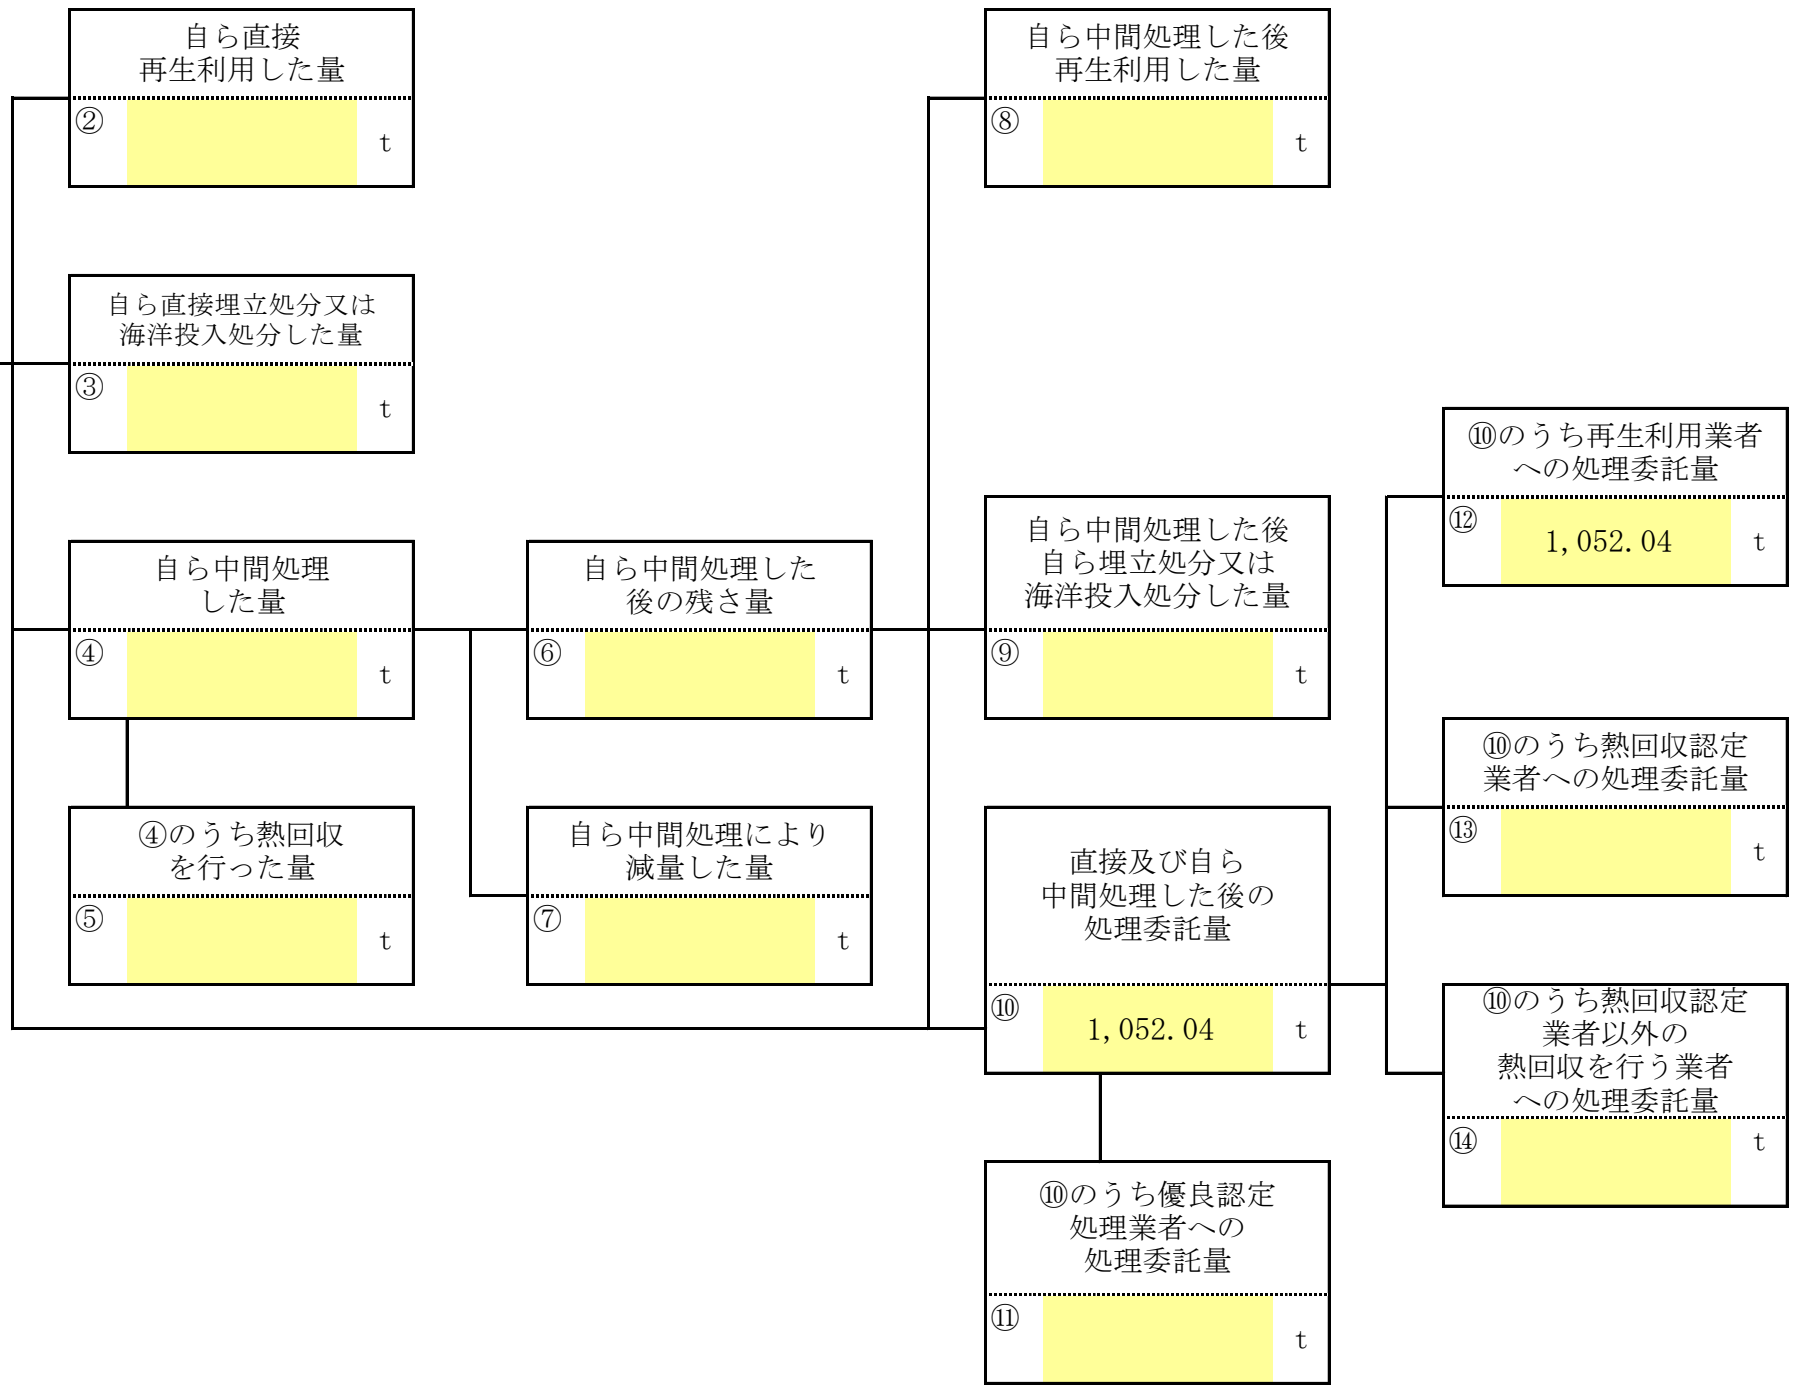 自ら直接
再生利用した量
②
t
自ら直接埋立処分又は
海洋投入処分した量
③
t
自ら中間処理
した量
④
t
④のうち熱回収
を行った量
⑤
t
自ら中間処理した
後の残さ量
⑥
t
自ら中間処理により
減量した量
⑦
t
自ら中間処理した後
再生利用した量
⑧
t
自ら中間処理した後
自ら埋立処分又は
海洋投入処分した量
⑨
t
直接及び自ら
中間処理した後の
処理委託量
⑩ 1,052.04 t
⑩のうち優良認定
処理業者への
処理委託量
⑪
t
⑩のうち再生利用業者
への処理委託量
⑫ 1,052.04 t
⑩のうち熱回収認定
業者への処理委託量
⑬
t
⑩のうち熱回収認定
業者以外の
熱回収を行う業者
への処理委託量
⑭ t